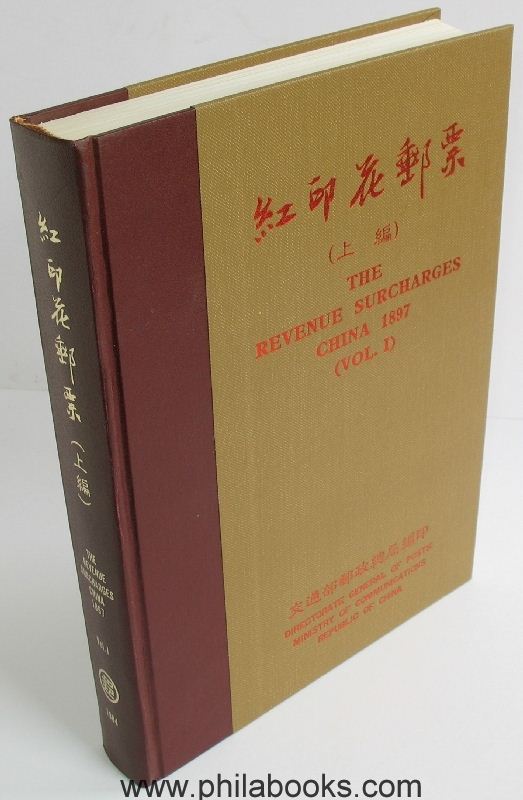 紅印花郵票
(上編)
THE
REVENUE SURCHARGES
CHINA 1897
(VOL. I)
交通部郵政總局編印
DIRECTORATE GENERAL OF POSTS
MINISTRY OF COMMUNICATIONS
REPUBLIC OF CHINA
紅印花郵票(上編)
THE
REVENUE
SURCHARGES
CHINA
1897
Vol. I
1984
www.philabooks.com